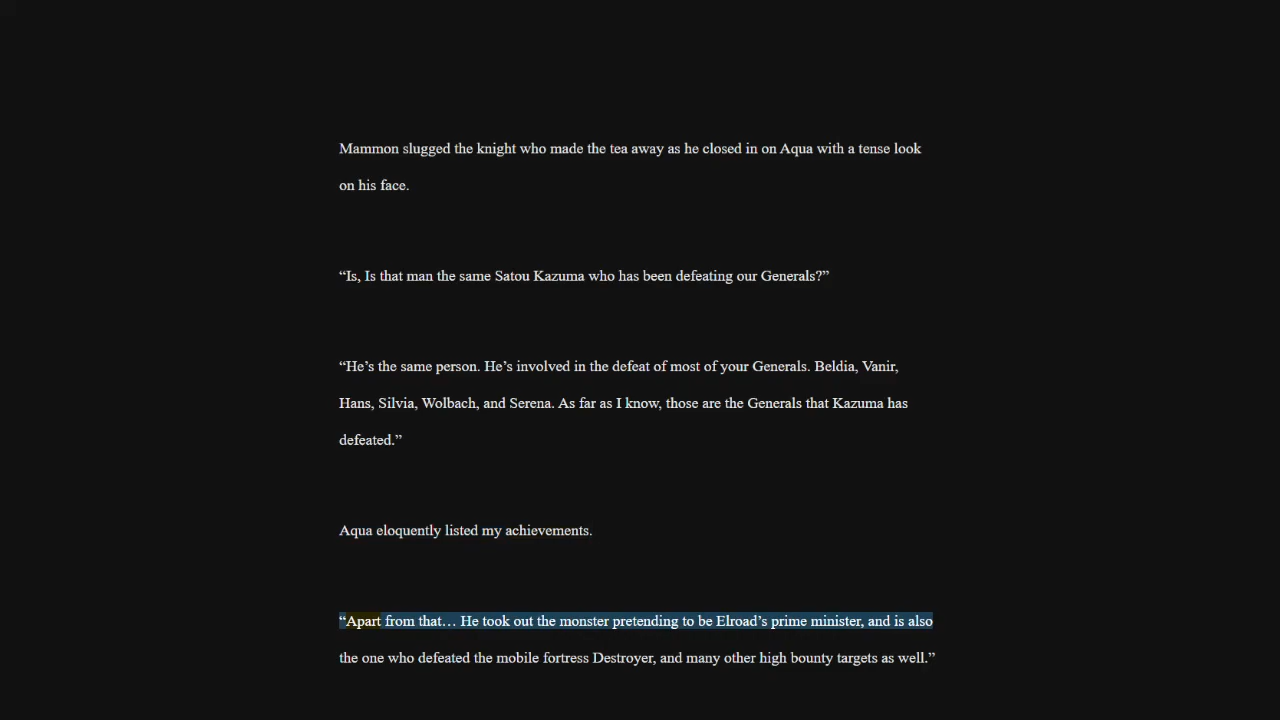 Mammon slugged the knight who made the tea away as he closed in on Aqua with a tense look
on his face.
“Is, Is that man the same Satou Kazuma who has been defeating our Generals?”
“He’s the same person. He’s involved in the defeat of most of your Generals. Beldia, Vanir,
Hans, Silvia, Wolbach, and Serena. As far as I know, those are the Generals that Kazuma has
defeated.”
Aqua eloquently listed my achievements.
“Apart from that… He took out the monster pretending to be Elroad’s prime minister, and is also
the one who defeated the mobile fortress Destroyer, and many other high bounty targets as well.”